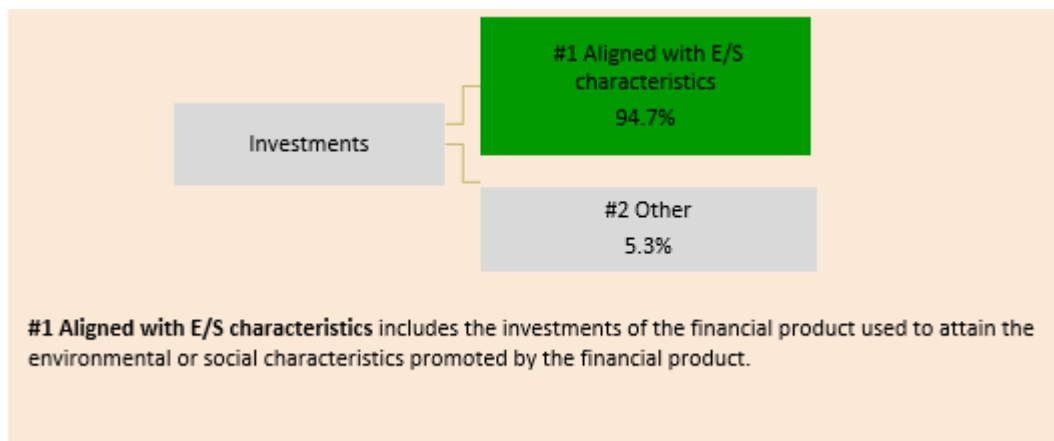 #1 Aligned with E/S
characteristics
94.7%
Investments
#2 Other
5.3%
#1 Aligned with E/S characteristics includes the investments of the financial product used to attain the
environmental or social characteristics promoted by the financial product.